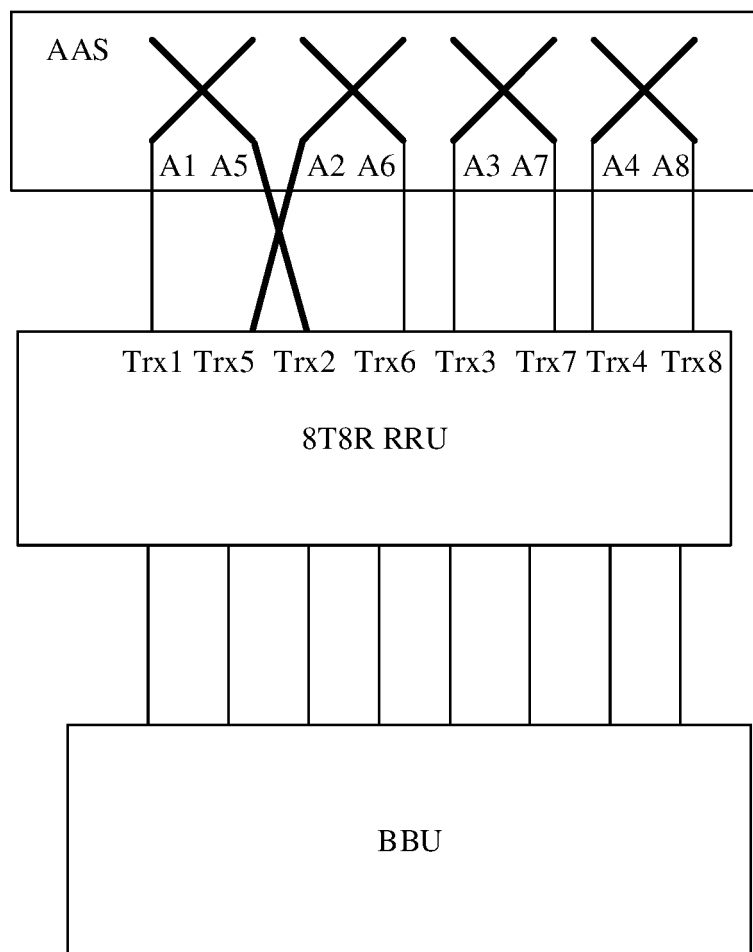 AAS
A1 A5 A2 A6 A3 A7 A4 A8
Trx1 Trx5 Trx2 Trx6 Trx3 Trx7 Trx4 Trx8
8T8R RRU
BBU